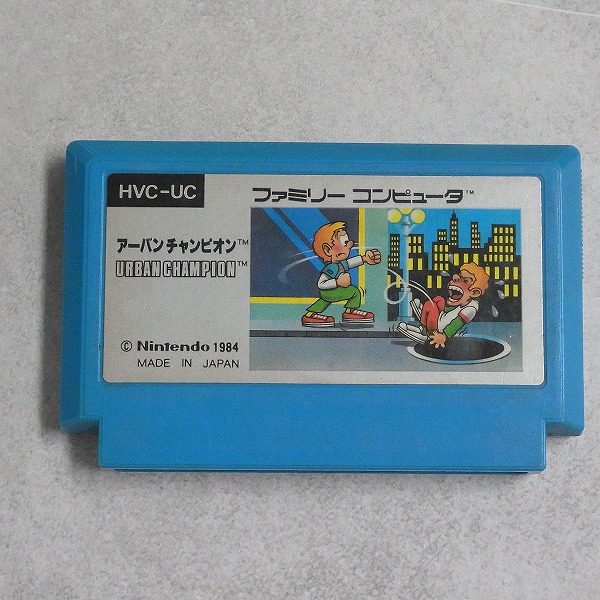 HVC-UC
ファミリー コンピュータ™
アーバンチャンピオン™
URBAN CHAMPION™
© Nintendo 1984
MADE IN JAPAN